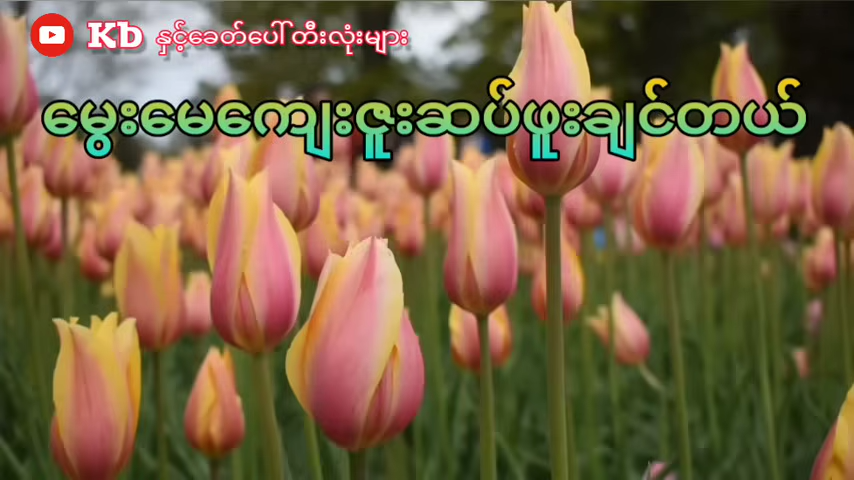 Kb နှင့်ခေတ်ပေါ် တီးလုံးများ
မွေးမေကျေးဇူးဆပ်ဖူးချင်တယ်